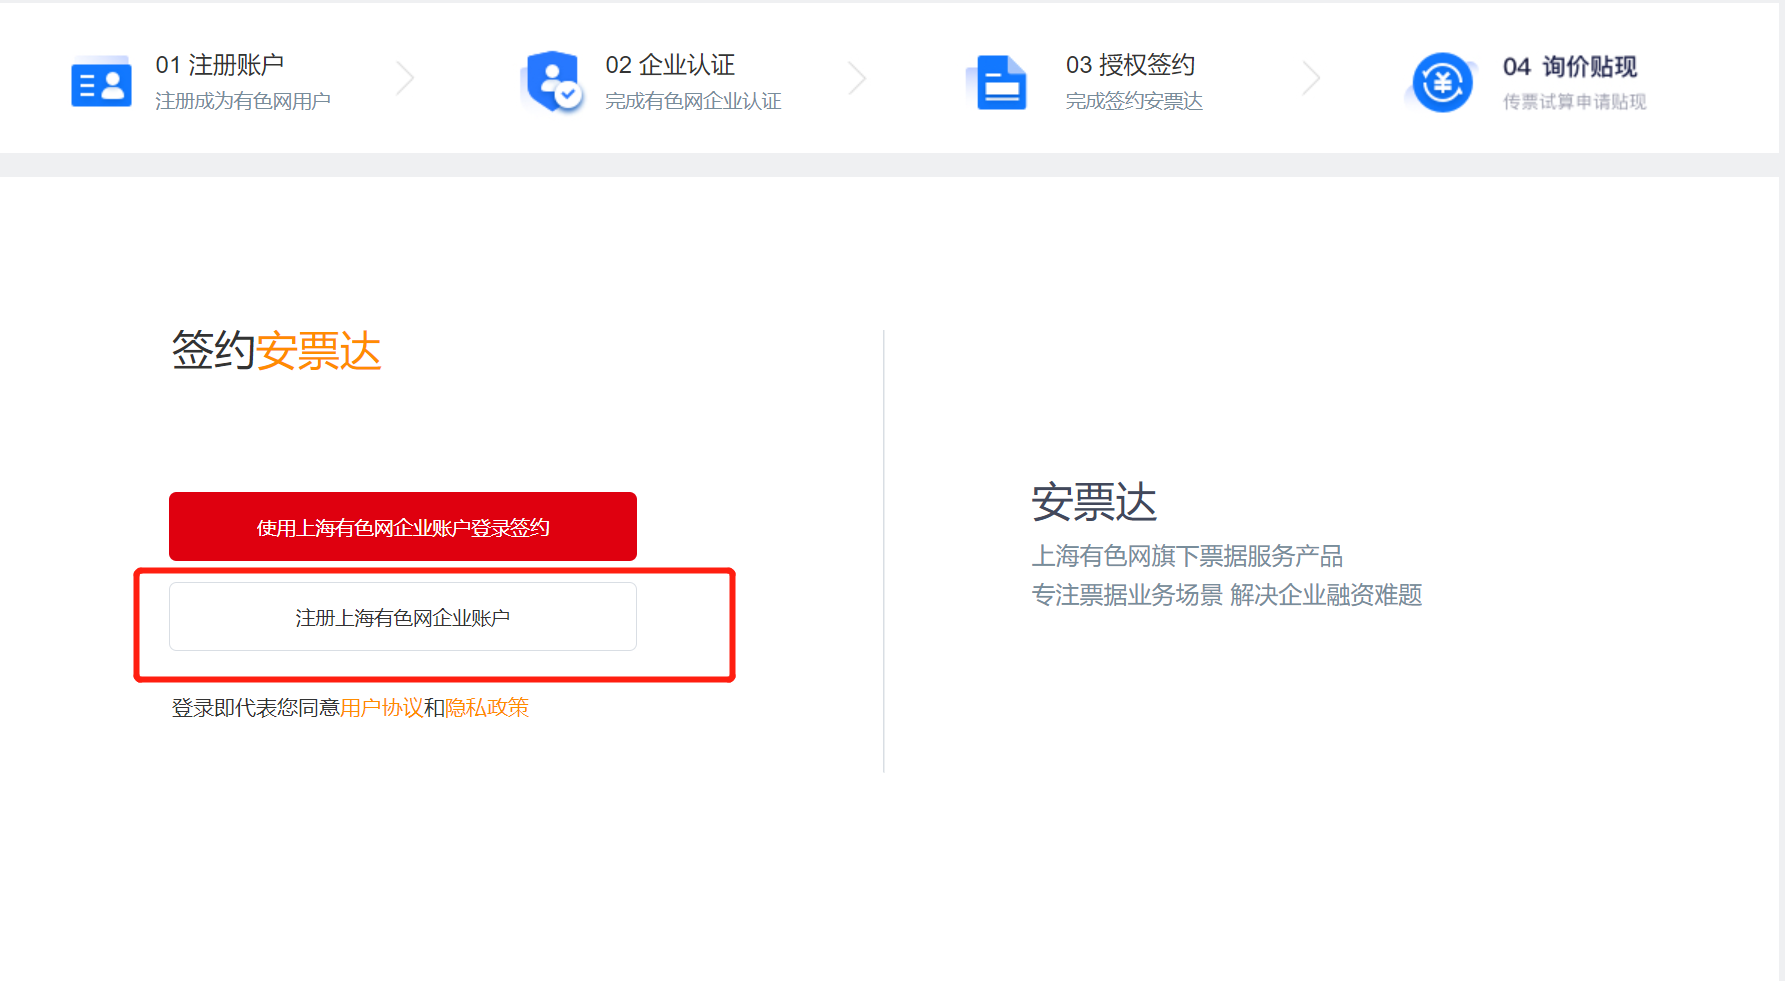 01 注册账户
注册成为有色网用户
02 企业认证
完成有色网企业认证
03 授权签约
完成签约安票达
04 询价贴现
传票试算申请贴现
签约安票达
使用上海有色网企业账户登录签约
注册上海有色网企业账户
登录即代表您同意用户协议和隐私政策
安票达
上海有色网旗下票据服务产品
专注票据业务场景 解决企业融资难题